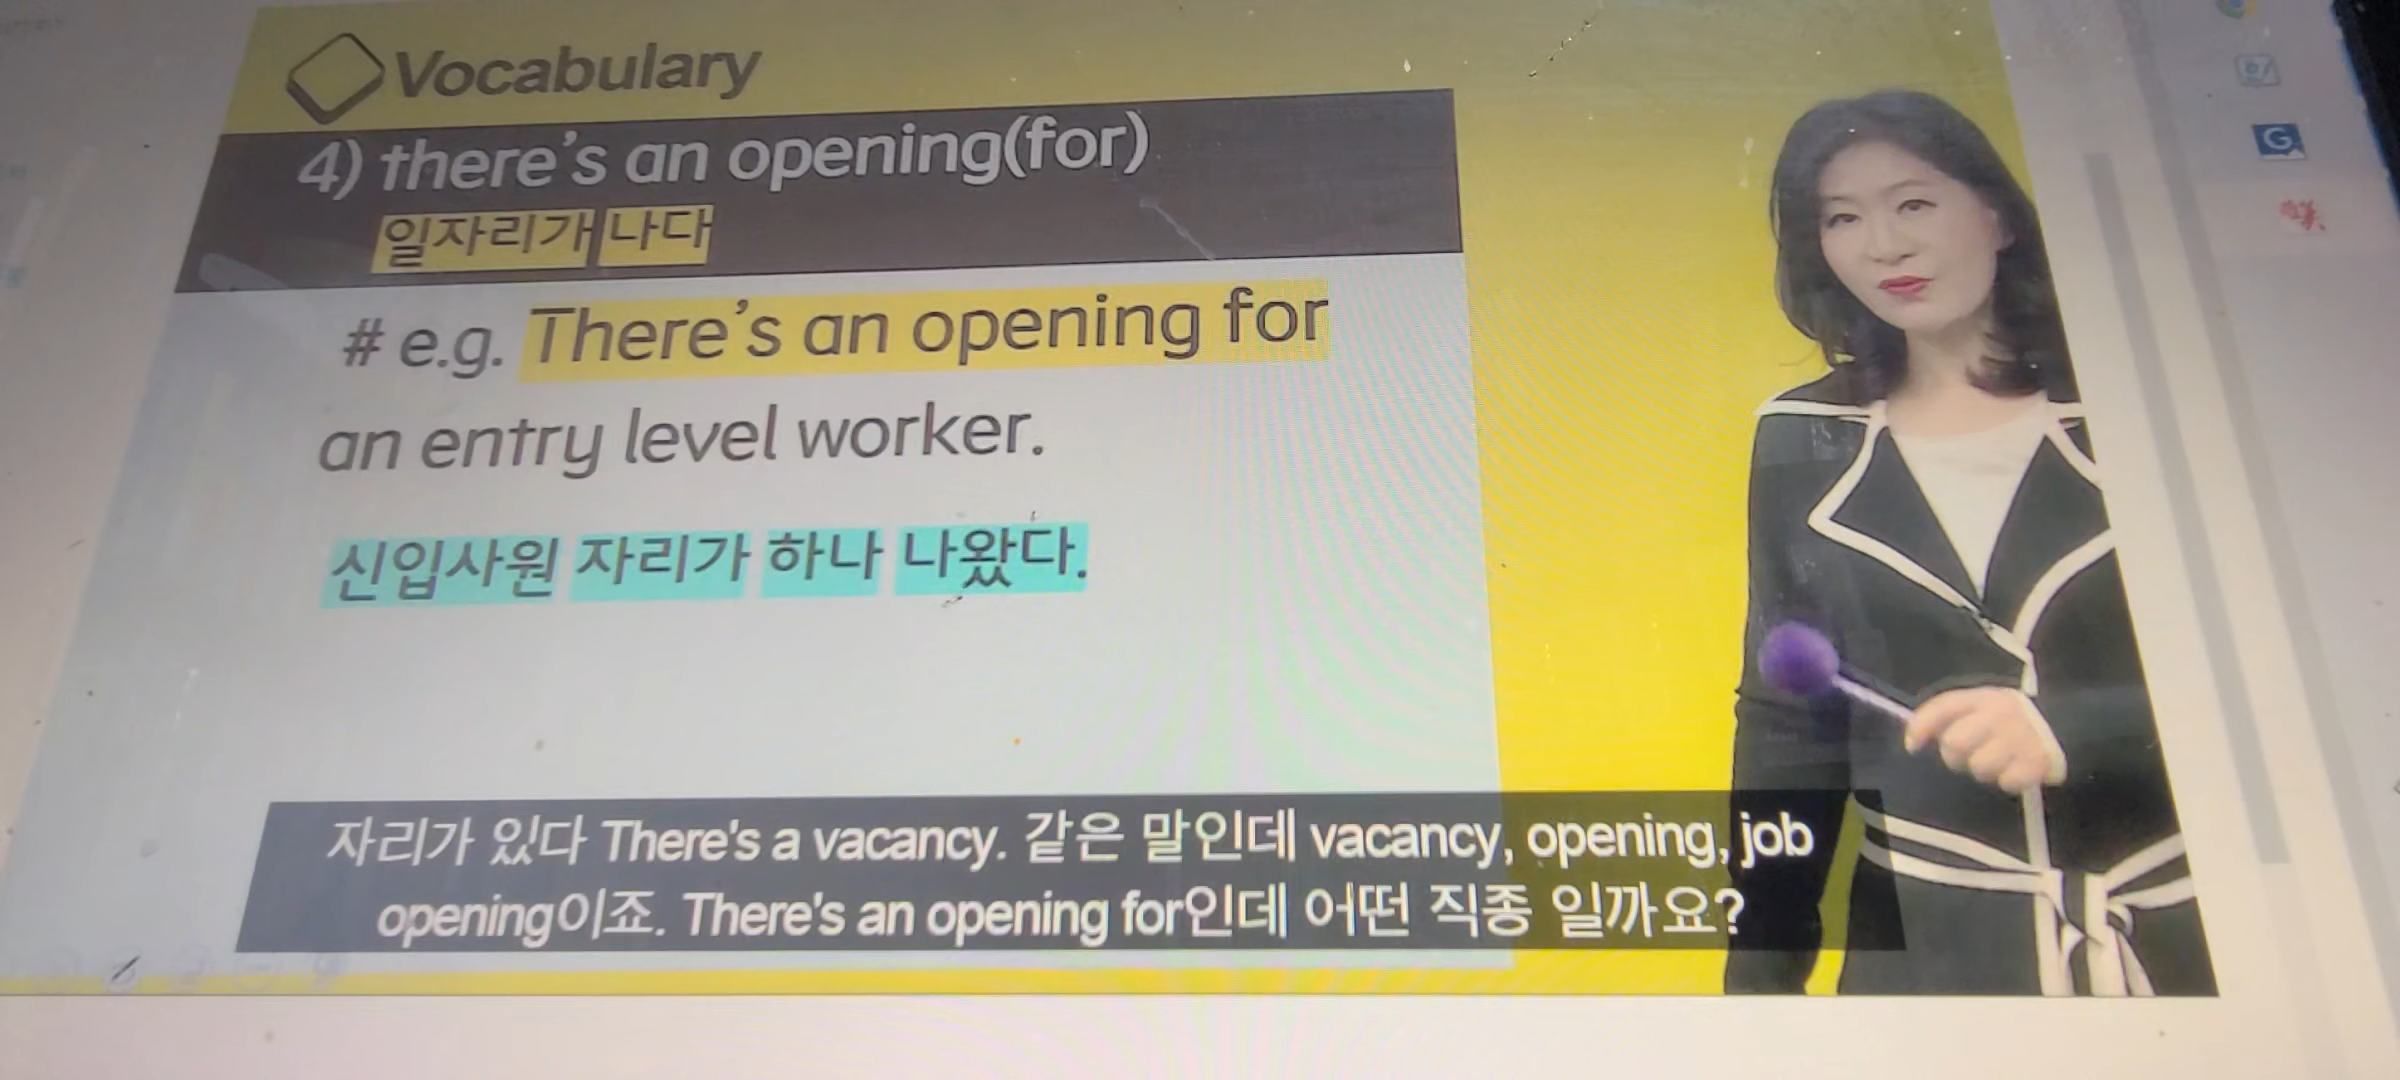 Vocabulary
4) there's an opening(for)
일자리가 나다
# e.g. There's an opening for
an entry level worker.
신입사원 자리가 하나 나왔다.
자리가 있다 There's a vacancy. 같은 말인데 vacancy, opening, job
opening이죠. There's an opening for인데 어떤 직종 일까요?